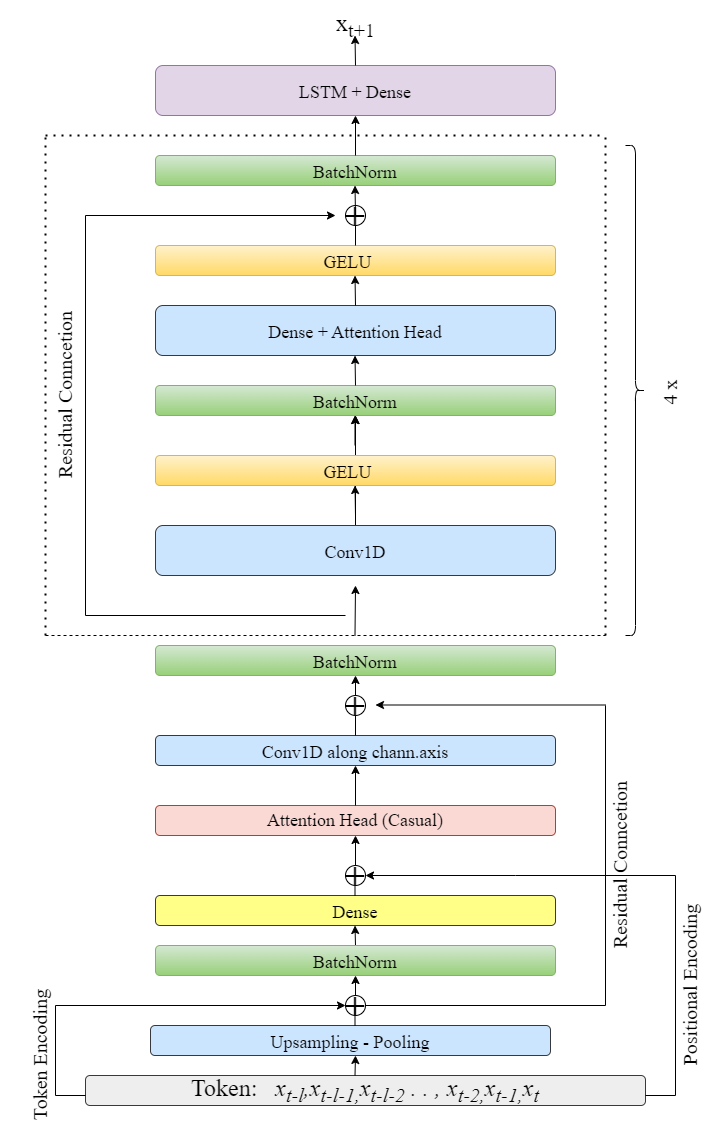 x_{t+1}
LSTM + Dense
BatchNorm
GELU
Residual Conncetion
Dense + Attention Head
4 x
BatchNorm
GELU
Conv1D
BatchNorm
Conv1D along chann.axis
Attention Head (Casual)
Residual Conncetion
Dense
BatchNorm
Positional Encoding
Token Encoding
Upsampling - Pooling
Token: x_{t-l},x_{t-l-1},x_{t-l-2} . . , x_{t-2},x_{t-1},x_t